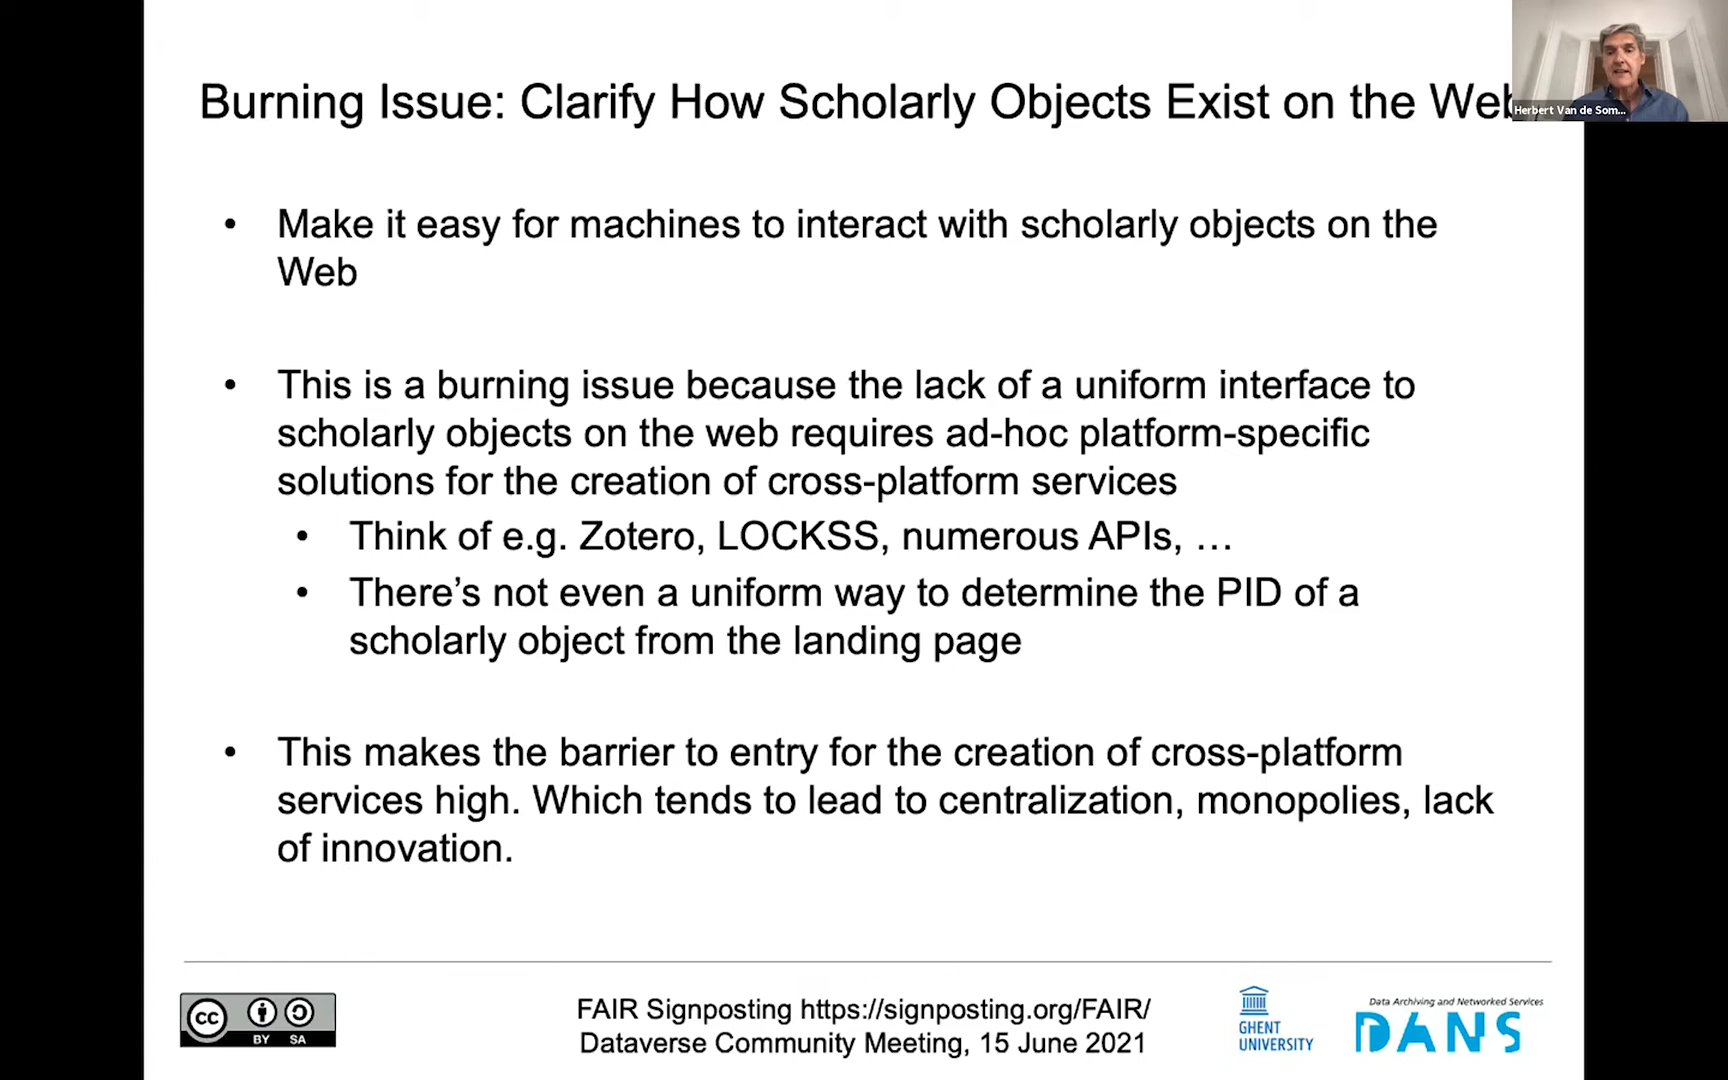 Burning Issue: Clarify How Scholarly Objects Exist on the Web
Herbert Van de Som...
• Make it easy for machines to interact with scholarly objects on the
Web
• This is a burning issue because the lack of a uniform interface to
scholarly objects on the web requires ad-hoc platform-specific
solutions for the creation of cross-platform services
• Think of e.g. Zotero, LOCKSS, numerous APIs, …
• There’s not even a uniform way to determine the PID of a
scholarly object from the landing page
• This makes the barrier to entry for the creation of cross-platform
services high. Which tends to lead to centralization, monopolies, lack
of innovation.
cc BY SA
FAIR Signposting https://signposting.org/FAIR/
Dataverse Community Meeting, 15 June 2021
GHENT
UNIVERSITY
Data Archiving and Networked Services
DANS